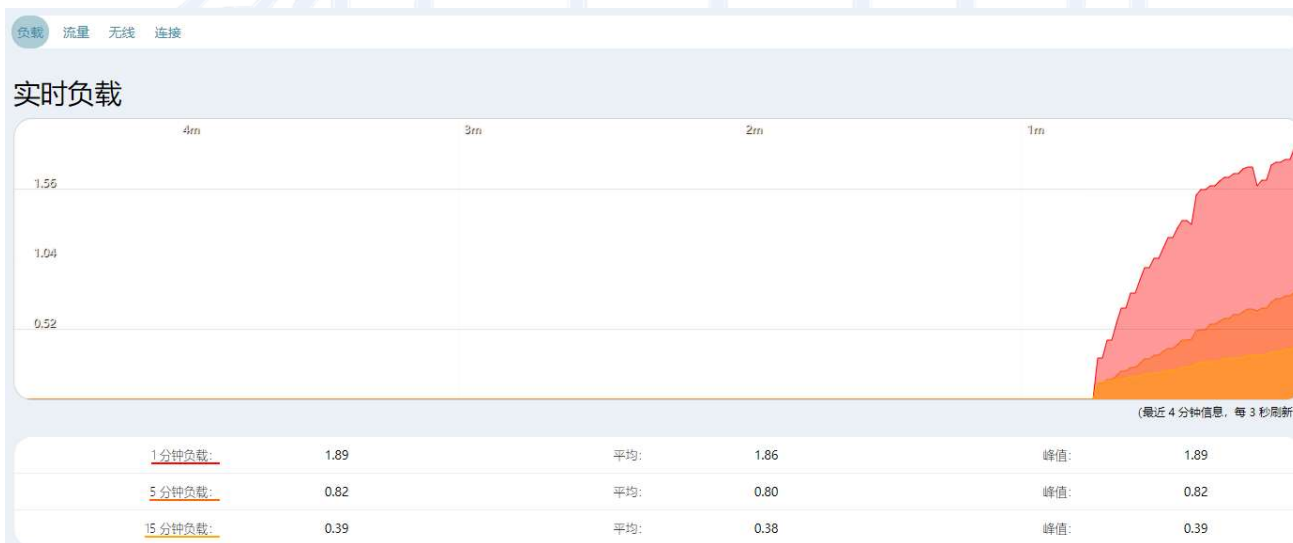 负载 流量 无线 连接
实时负载
4m 3m 2m 1m
1.56
1.04
0.52
(最近 4 分钟信息，每 3 秒刷新
1 分钟负载： 1.89 平均： 1.86 峰值： 1.89
5 分钟负载： 0.82 平均： 0.80 峰值： 0.82
15 分钟负载： 0.39 平均： 0.38 峰值： 0.39